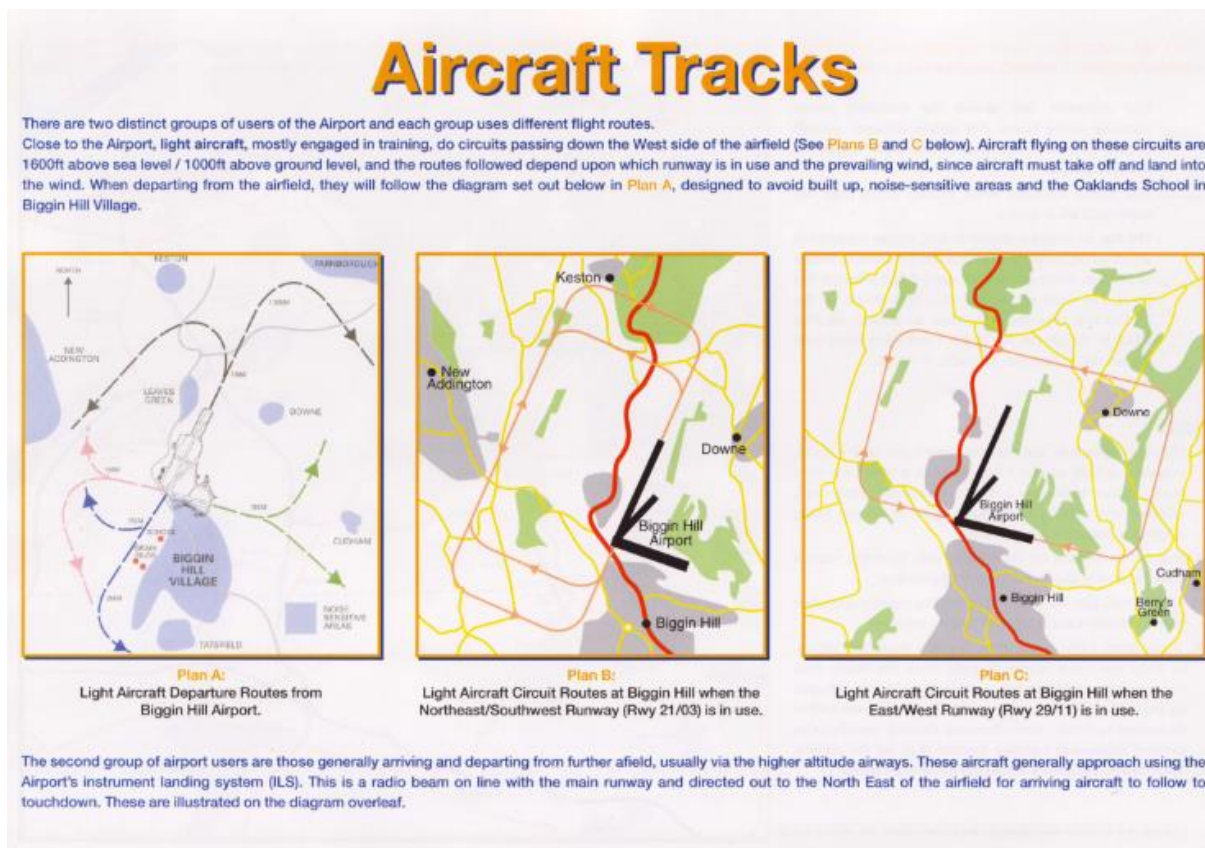 Aircraft Tracks
There are two distinct groups of users of the Airport and each group uses different flight routes.
Close to the Airport, light aircraft, mostly engaged in training, do circuits passing down the West side of the airfield (See Plans B and C below). Aircraft flying on these circuits are
1600ft above sea level / 1000ft above ground level, and the routes followed depend upon which runway is in use and the prevailing wind, since aircraft must take off and land into
the wind. When departing from the airfield, they will follow the diagram set out below in Plan A, designed to avoid built up, noise-sensitive areas and the Oaklands School in
Biggin Hill Village.
NORTH
KESTON
FARNBOROUGH
NEW
ADDINGTON
LEAVES
GREEN
DOWNE
SCHOOL
CUDHAM
BIGGIN
HILL
VILLAGE
NOISE
SENSITIVE
AREAS
TATSFIELD
Keston
New
Addington
Downe
Biggin Hill
Airport
Biggin Hill
Downe
Biggin Hill
Airport
Biggin Hill
Cudham
Berry's
Green
Plan A:
Light Aircraft Departure Routes from
Biggin Hill Airport.
Plan B:
Light Aircraft Circuit Routes at Biggin Hill when the
Northeast/Southwest Runway (Rwy 21/03) is in use.
Plan C:
Light Aircraft Circuit Routes at Biggin Hill when the
East/West Runway (Rwy 29/11) is in use.
The second group of airport users are those generally arriving and departing from further afield, usually via the higher altitude airways. These aircraft generally approach using the
Airport's instrument landing system (ILS). This is a radio beam on line with the main runway and directed out to the North East of the airfield for arriving aircraft to follow to
touchdown. These are illustrated on the diagram overleaf.